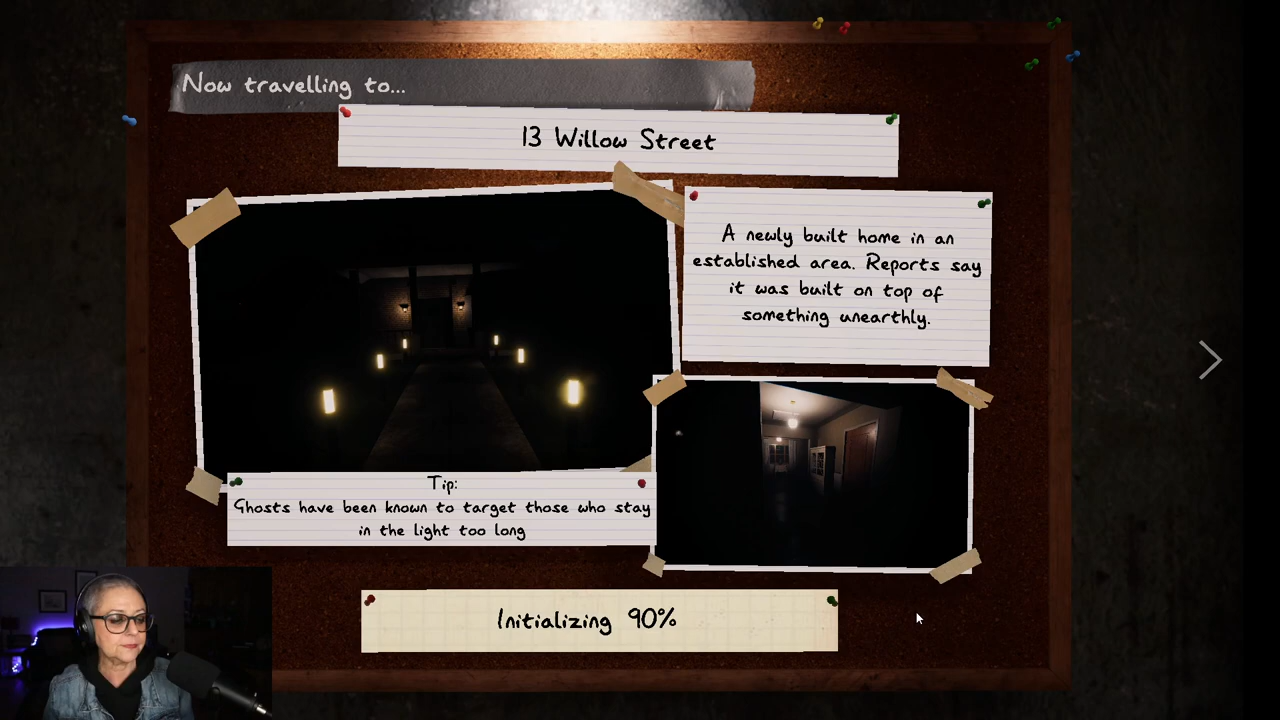 Now travelling to...
13 Willow Street
A newly built home in an
established area. Reports say
it was built on top of
something unearthly.
Tip:
Ghosts have been known to target those who stay
in the light too long
Initializing 90%